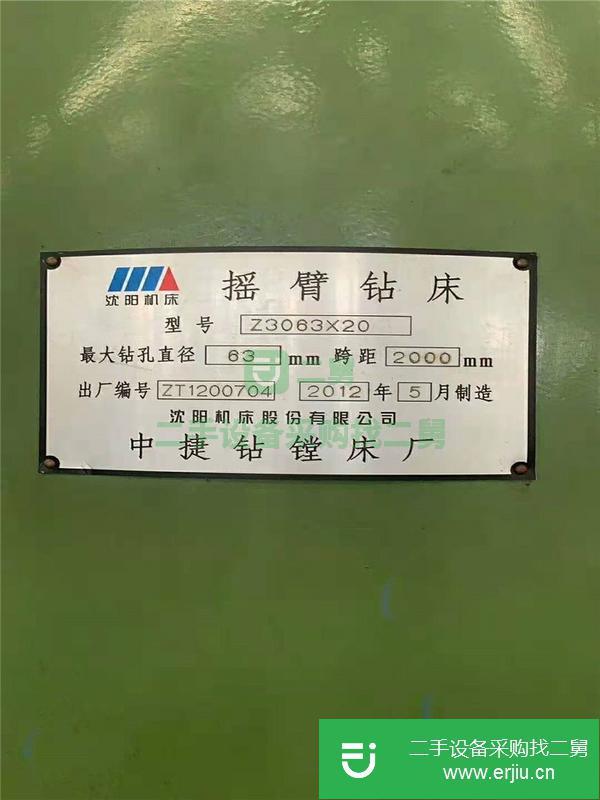 沈阳机床
摇臂钻床
型号 Z3063X20
最大钻孔直径 63 mm 跨距 2000 mm
出厂编号 ZT1200704 2012 年 5 月制造
沈阳机床股份有限公司
中捷钻镗床厂
二舅
二手设备采购找二舅
二手设备采购找二舅
www.erjiu.cn